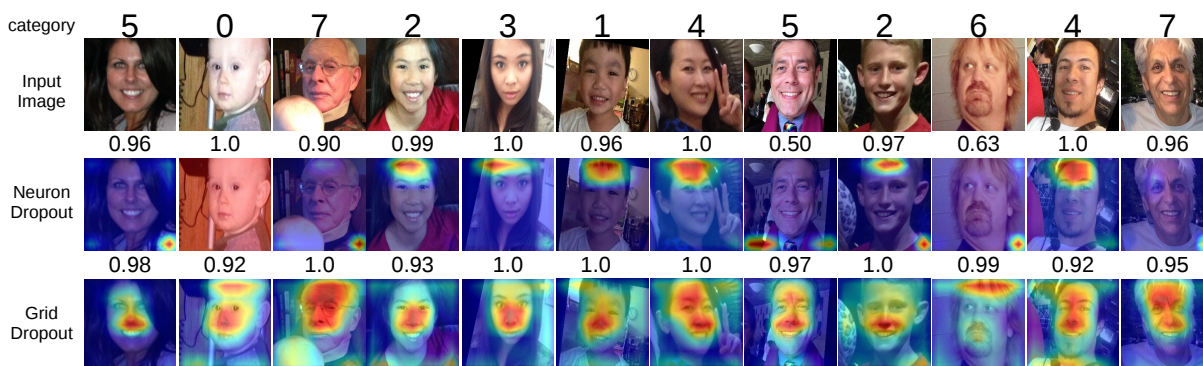 category 5 0 7 2 3 1 4 5 2 6 4 7
Input
Image
0.96 1.0 0.90 0.99 1.0 0.96 1.0 0.50 0.97 0.63 1.0 0.96
Neuron
Dropout
0.98 0.92 1.0 0.93 1.0 1.0 1.0 0.97 1.0 0.99 0.92 0.95
Grid
Dropout